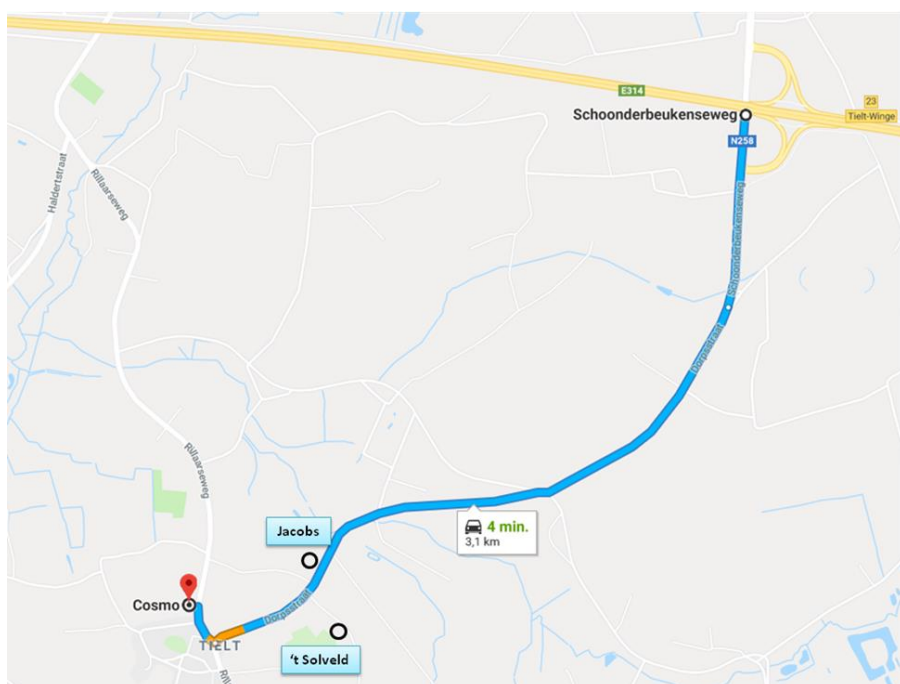 E314
23
Tielt-Winge
Schoonderbeukenseweg
N258
Haldertstraat
Rillaarseweg
Schoonderbeukenseweg
Dorpsstraat
Rillaarseweg
4 min.
3,1 km
Jacobs
Dorpsstraat
Cosmo
TIELT
't Solveld